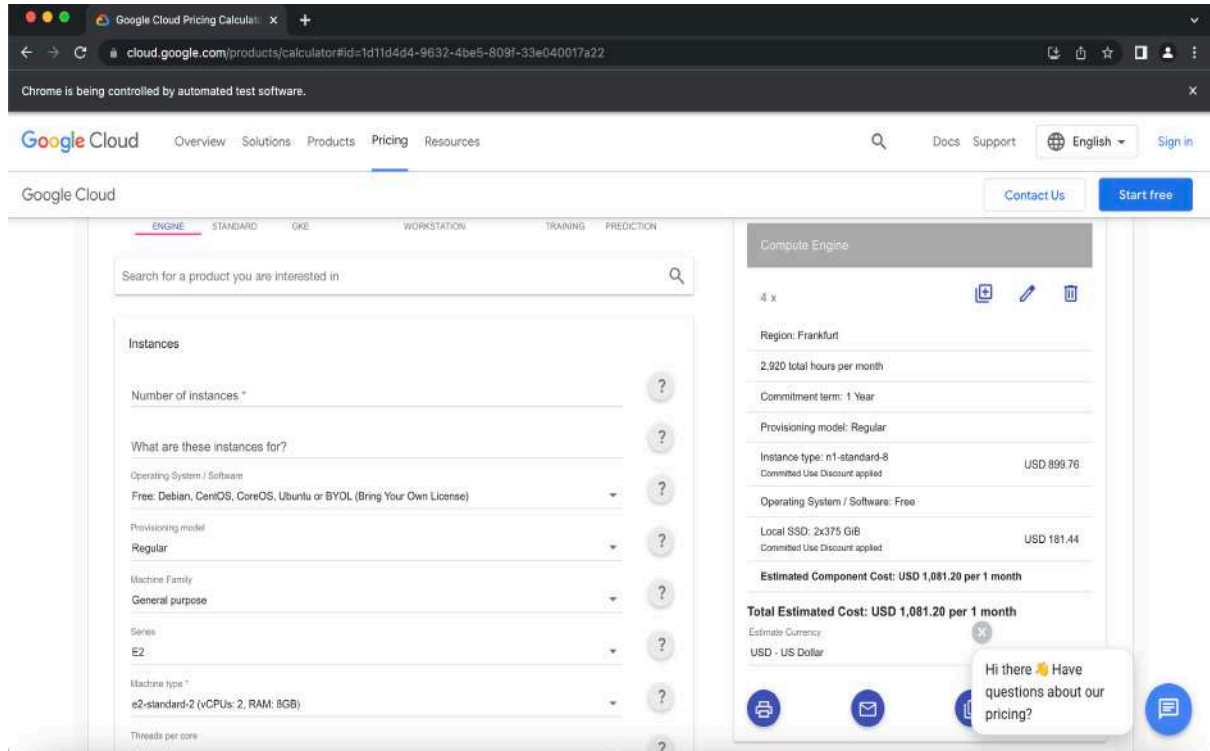 Google Cloud Pricing Calculat
cloud.google.com/products/calculator#id=1d11d4d4-9632-4be5-809f-33e040017a22
Chrome is being controlled by automated test software.
Google Cloud Overview Solutions Products Pricing Resources Docs Support English Sign in
Google Cloud Contact Us Start free
ENGINE STANDARD GKE WORKSTATION TRAINING PREDICTION
Search for a product you are interested in
Instances
Number of instances *
?
What are these instances for?
?
Operating System / Software
Free: Debian, CentOS, CoreOS, Ubuntu or BYOL (Bring Your Own License)
?
Provisioning model
Regular
?
Machine Family
General purpose
?
Series
E2
?
Machine type *
e2-standard-2 (vCPUs: 2, RAM: 8GB)
?
Threads per core
?
Compute Engine
4 x
Region: Frankfurt
2,920 total hours per month
Commitment term: 1 Year
Provisioning model: Regular
Instance type: n1-standard-8
Committed Use Discount applied
USD 899.76
Operating System / Software: Free
Local SSD: 2x375 GiB
Committed Use Discount applied
USD 181.44
Estimated Component Cost: USD 1,081.20 per 1 month
Total Estimated Cost: USD 1,081.20 per 1 month
Estimate Currency
USD - US Dollar
Hi there 👋 Have
questions about our
pricing?